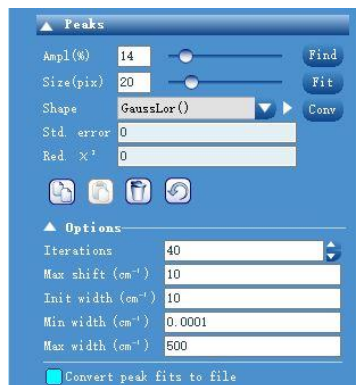 Peaks
Ampl(%) 14 Find
Size(pix) 20 Fit
Shape GaussLor() Conv
Std. error 0
Red. χ² 0
Options
Iterations 40
Max shift (cm⁻¹) 10
Init width (cm⁻¹) 10
Min width (cm⁻¹) 0.0001
Max width (cm⁻¹) 500
Convert peak fits to file